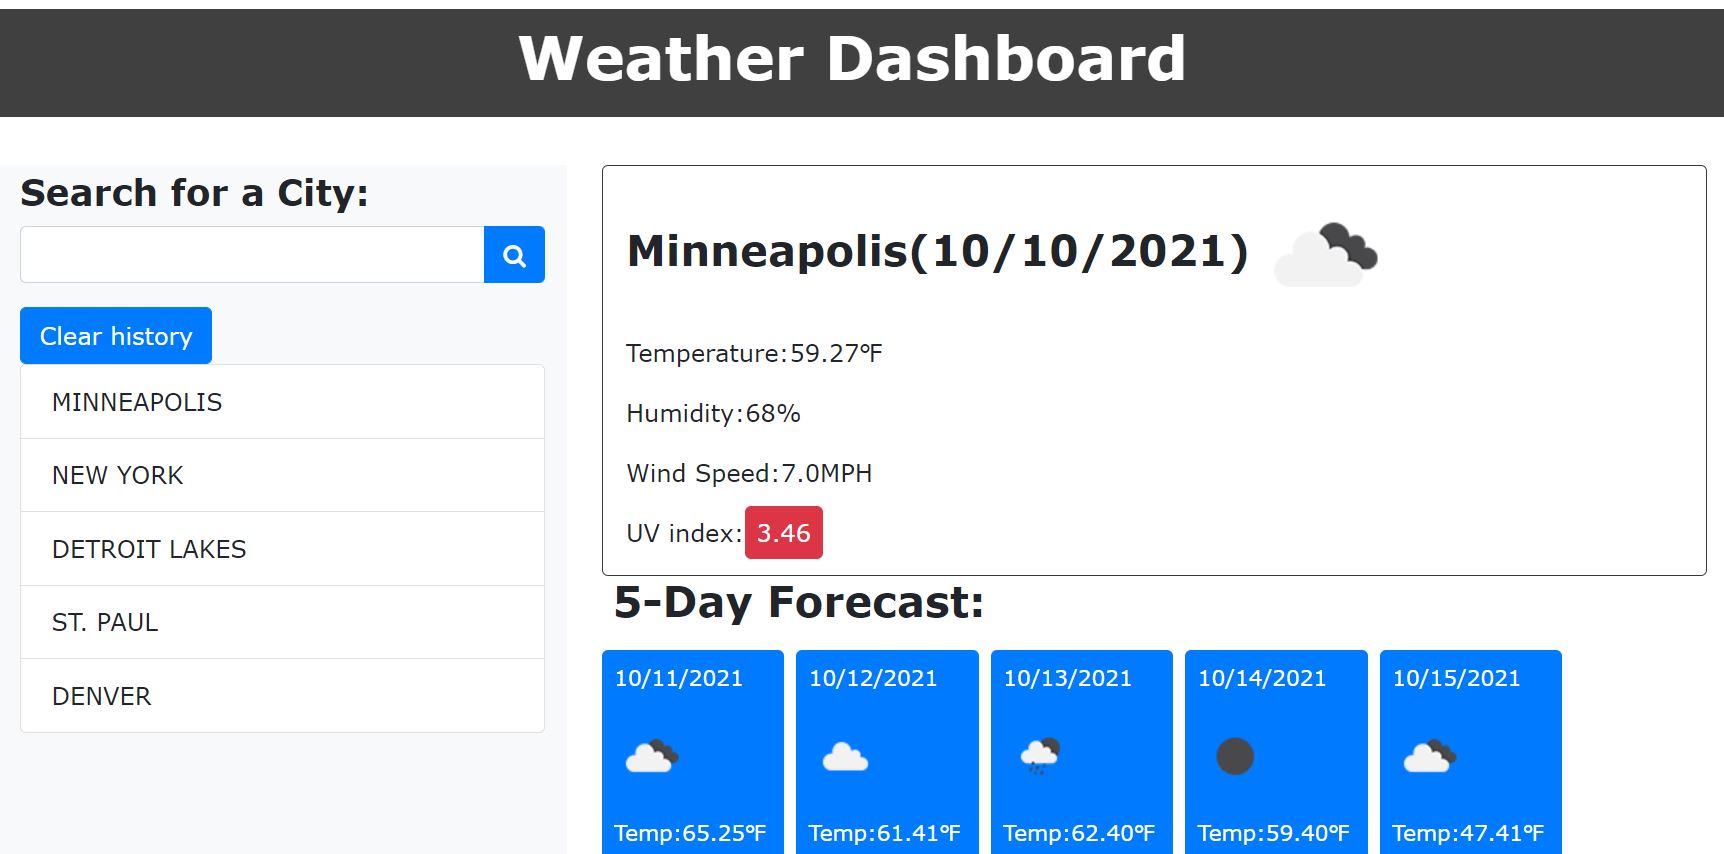 Weather Dashboard
Search for a City:
Clear history
MINNEAPOLIS
NEW YORK
DETROIT LAKES
ST. PAUL
DENVER
Minneapolis(10/10/2021)
Temperature:59.27°F
Humidity:68%
Wind Speed:7.0MPH
UV index:3.46
5-Day Forecast:
10/11/2021
Temp:65.25°F
10/12/2021
Temp:61.41°F
10/13/2021
Temp:62.40°F
10/14/2021
Temp:59.40°F
10/15/2021
Temp:47.41°F